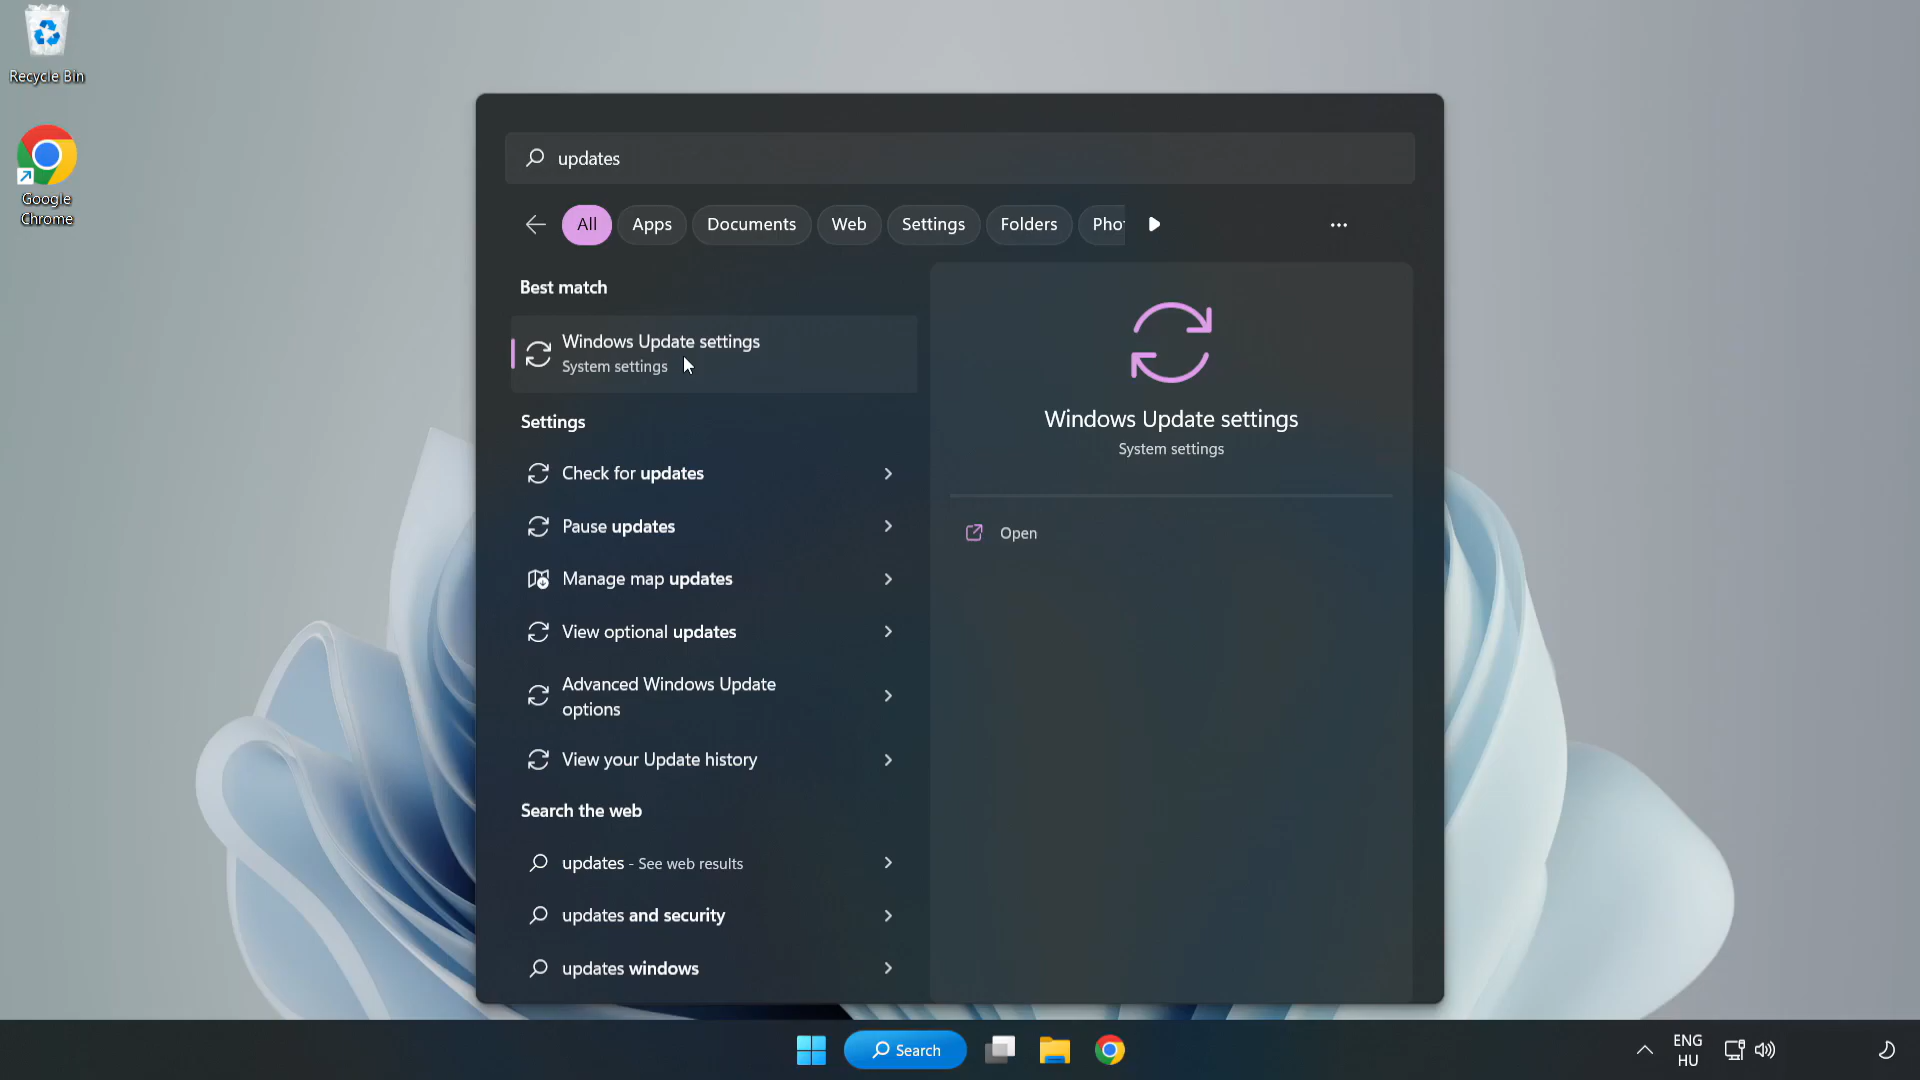 Recycle Bin
Google
Chrome
updates
All
Apps
Documents
Web
Settings
Folders
Pho
Best match
Windows Update settings
System settings
Settings
Check for updates
Pause updates
Manage map updates
View optional updates
Advanced Windows Update
options
View your Update history
Search the web
updates - See web results
updates and security
updates windows
Windows Update settings
System settings
Open
Search
ENG
HU